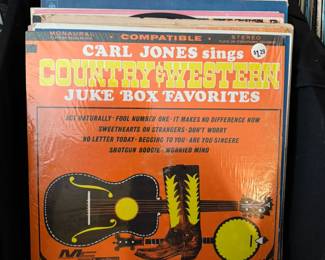 MONAURAL
COMPATIBLE
STEREO
CARL JONES sings
$1.29
COUNTRY & WESTERN
JUKE BOX FAVORITES
ACT NATURALLY · FOOL NUMBER ONE · IT MAKES NO DIFFERENCE NOW
SWEETHEARTS OR STRANGERS · DON'T WORRY
NO LETTER TODAY · BEGGING TO YOU · ARE YOU SINCERE
SHOTGUN BOOGIE · WORRIED MIND